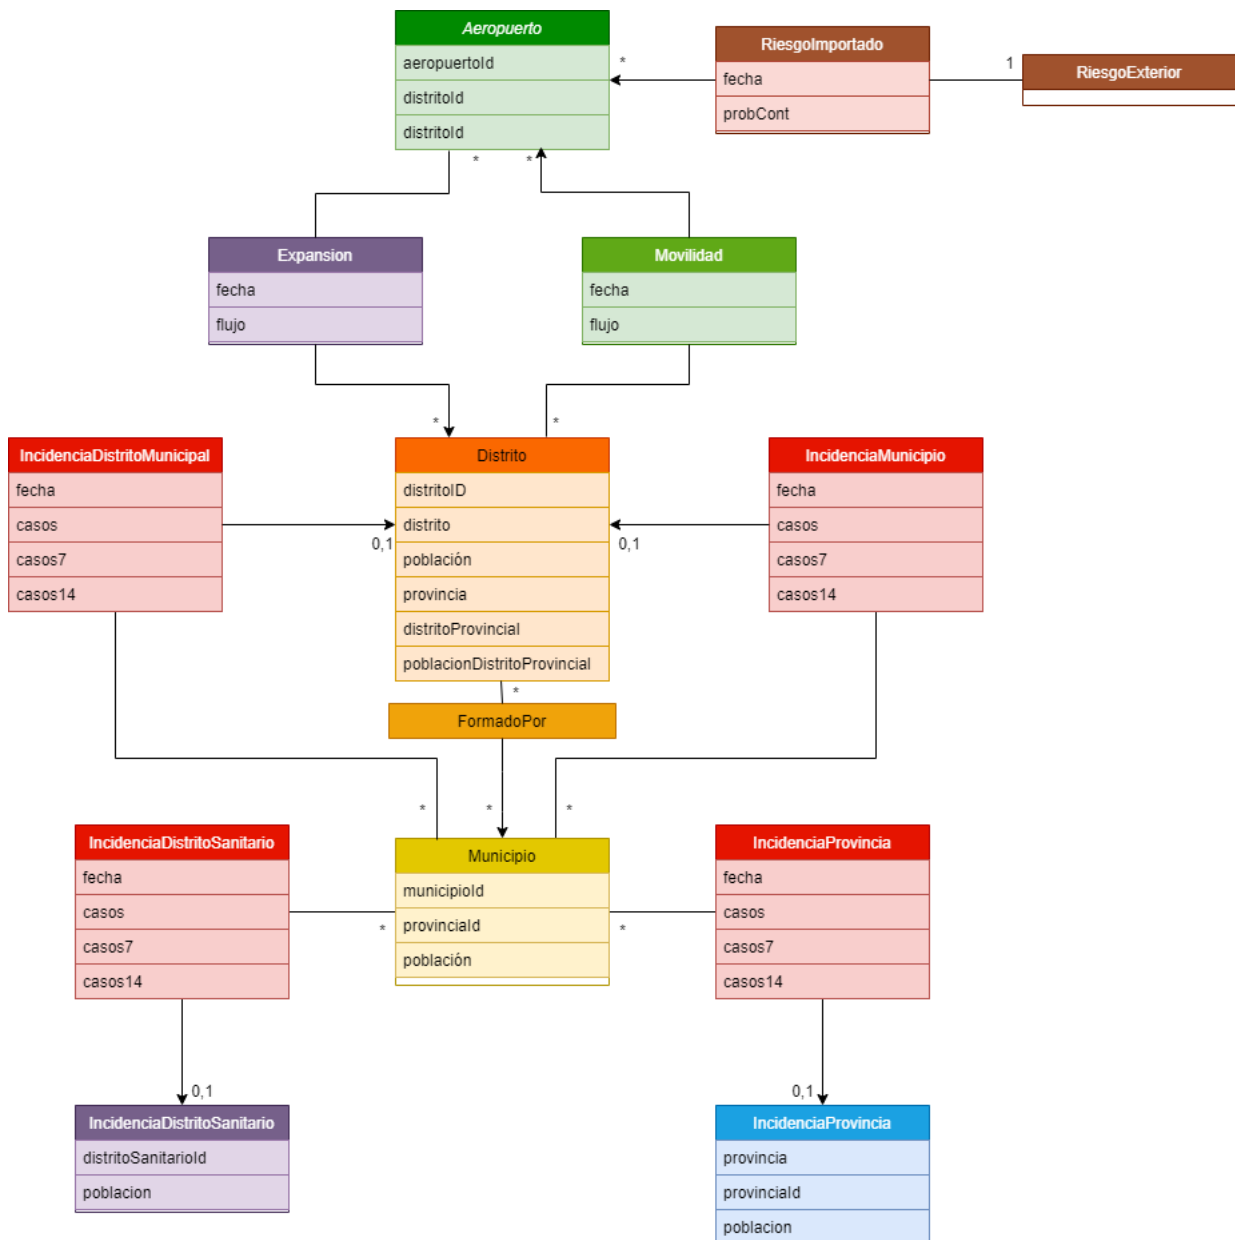 Aeropuerto
aeropuertoId
distritoId
distritoId
RiesgoImportado
fecha
probCont
RiesgoExterior
*
1
*
*
Expansion
fecha
flujo
Movilidad
fecha
flujo
*
*
IncidenciaDistritoMunicipal
fecha
casos
casos7
casos14
Distrito
distritoID
distrito
población
provincia
distritoProvincial
poblacionDistritoProvincial
IncidenciaMunicipio
fecha
casos
casos7
casos14
0,1
0,1
*
FormadoPor
*
*
*
IncidenciaDistritoSanitario
fecha
casos
casos7
casos14
Municipio
municipioId
provinciaId
población
IncidenciaProvincia
fecha
casos
casos7
casos14
*
*
0,1
0,1
IncidenciaDistritoSanitario
distritoSanitarioId
poblacion
IncidenciaProvincia
provincia
provinciaId
poblacion